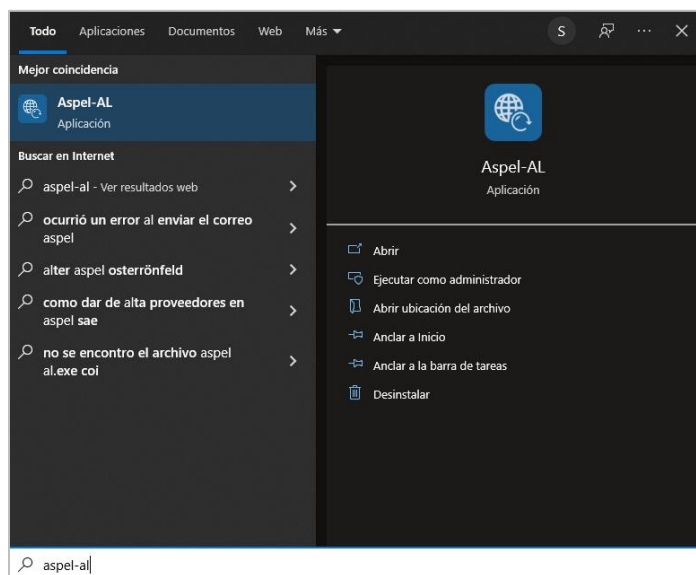 Todo Aplicaciones Documentos Web Más S ... ×
Mejor coincidencia
Aspel-AL
Aplicación
Buscar en Internet
aspel-al - Ver resultados web
ocurrió un error al enviar el correo
aspel
alter aspel osterrönfeld
como dar de alta proveedores en
aspel sae
no se encontro el archivo aspel
al.exe coi
Aspel-AL
Aplicación
Abrir
Ejecutar como administrador
Abrir ubicación del archivo
Anclar a Inicio
Anclar a la barra de tareas
Desinstalar
aspel-al